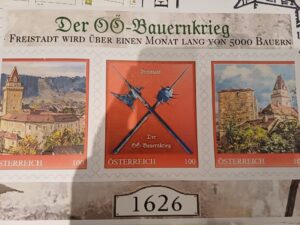 Der OÖ-Bauernkrieg
FREISTADT WIRD ÜBER EINEN MONAT LANG VON 5000 BAUERN
Freistadt
Der
OÖ-Bauernkrieg
ÖSTERREICH 100
ÖSTERREICH 100
ÖSTERREICH 100
1626